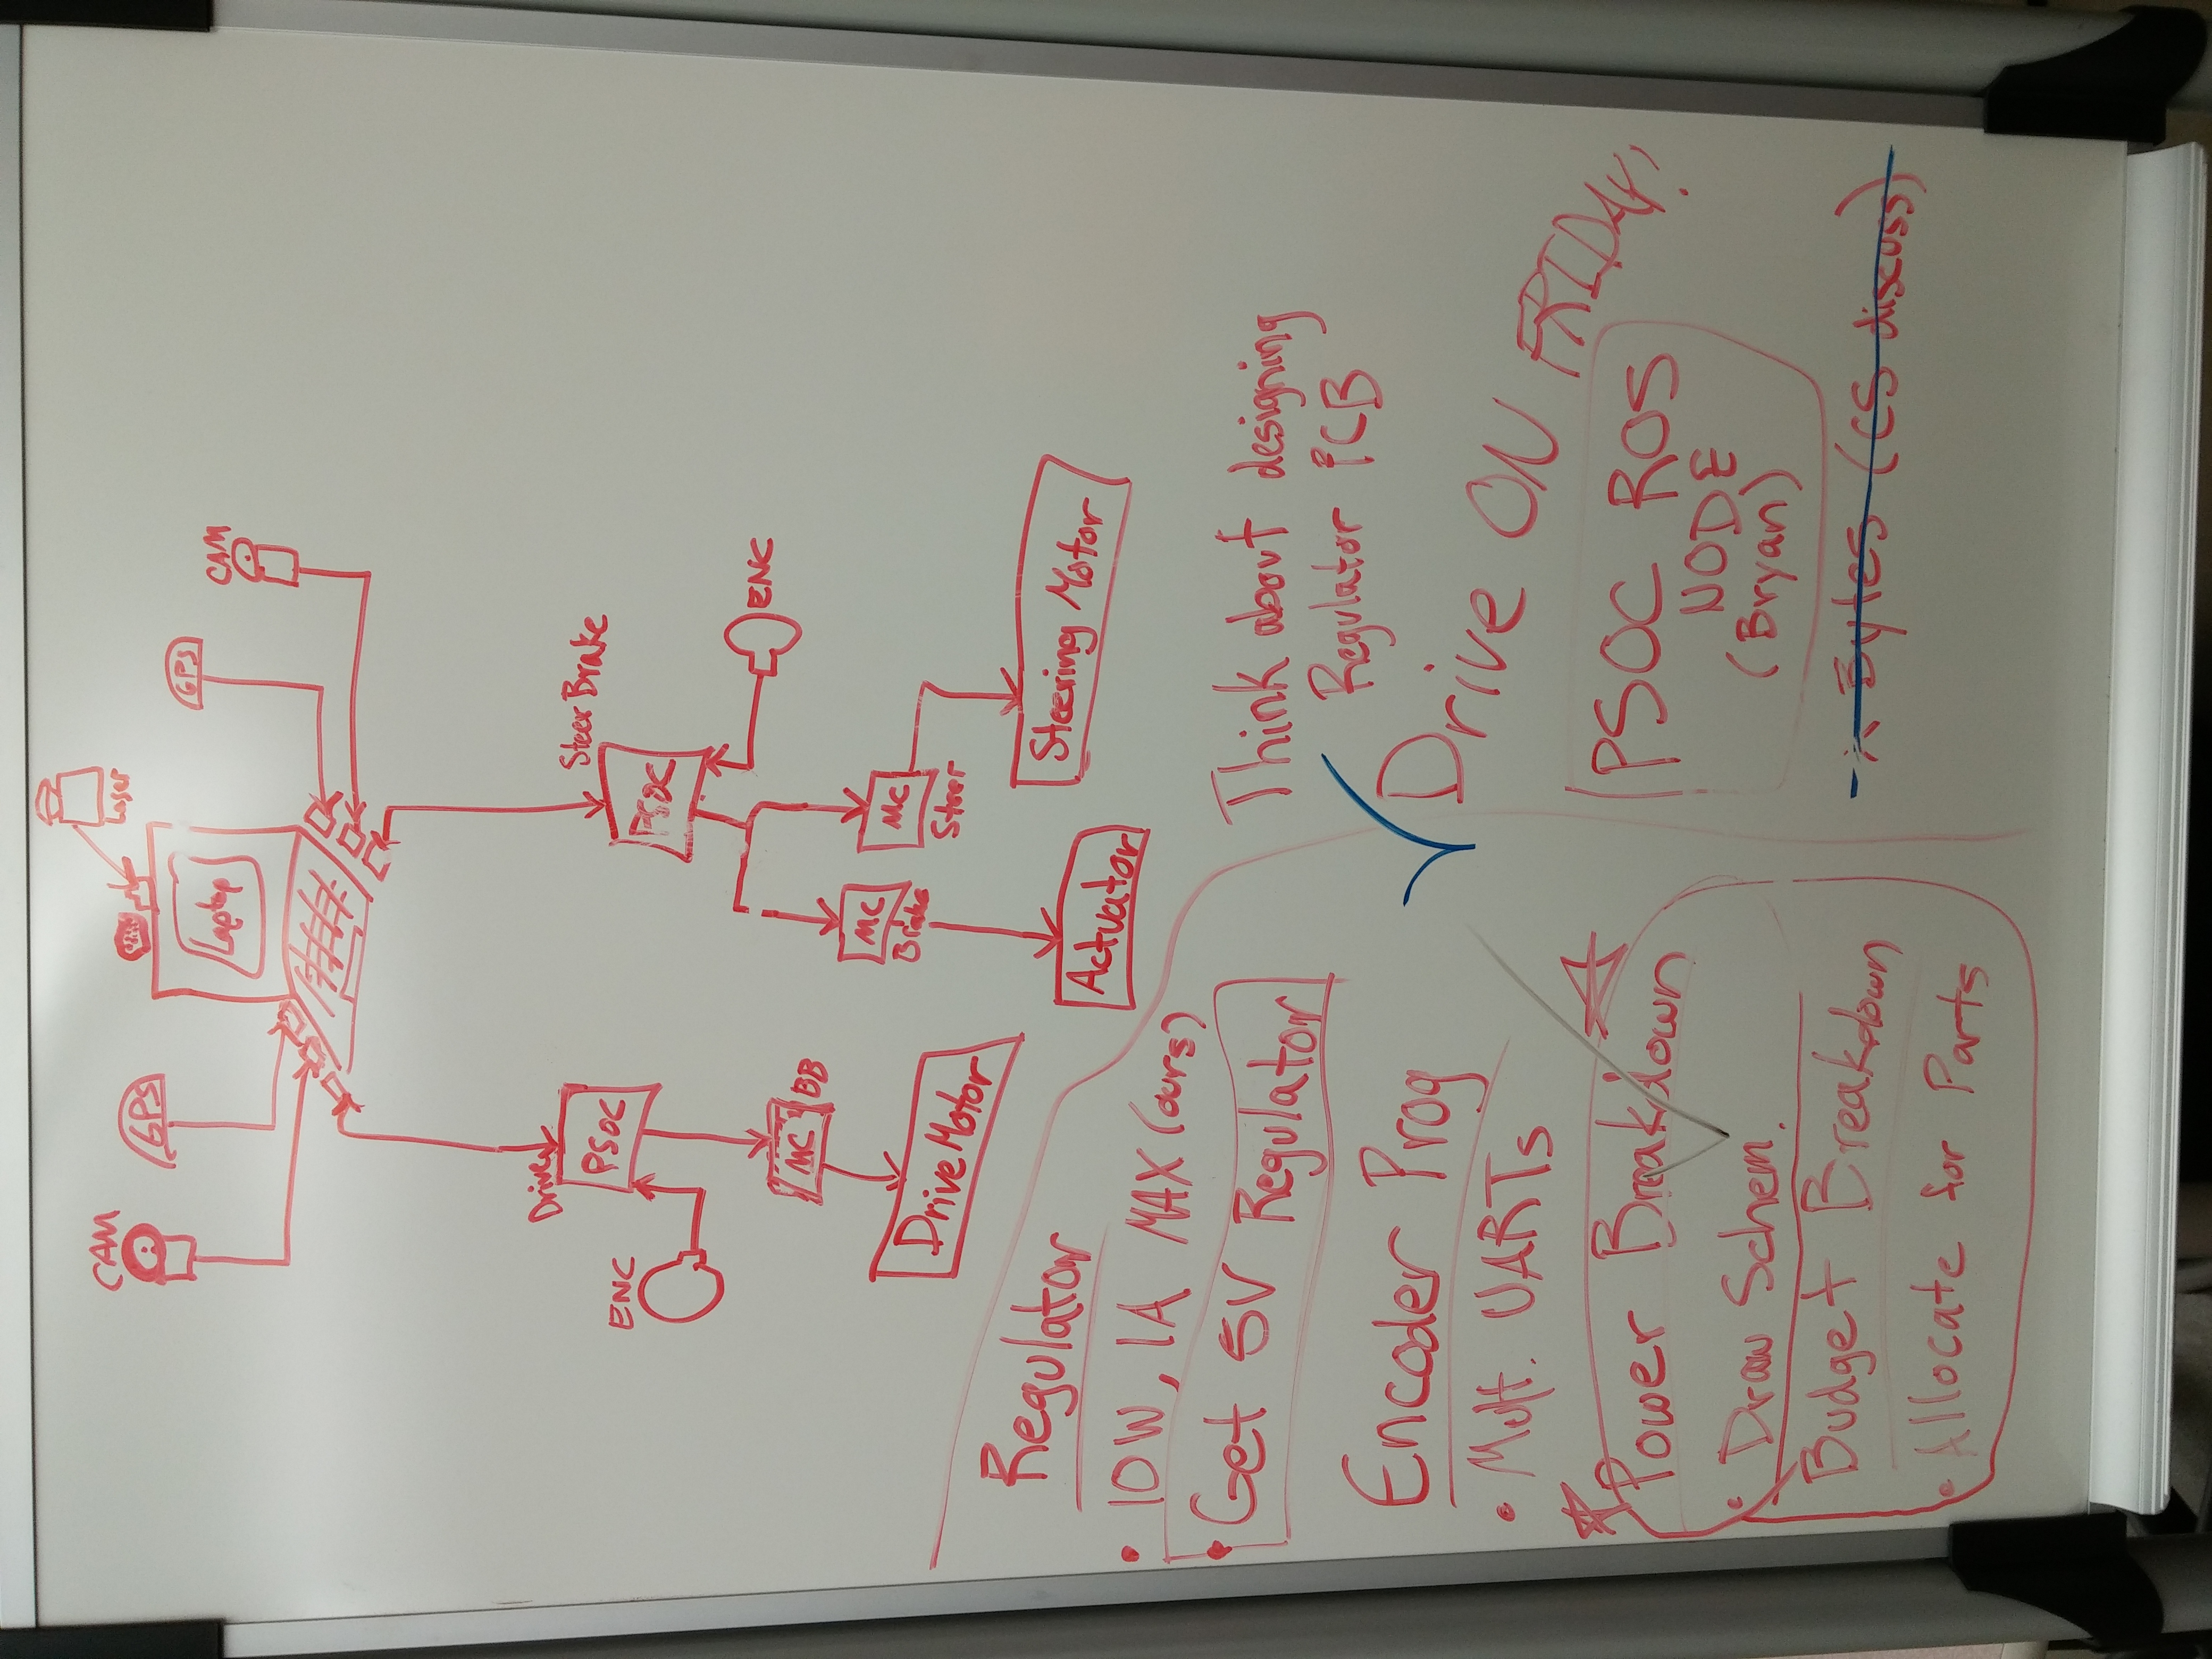 Laser
CAM
GPS
Laptop
GPS
CAM
Drive
PSOC
Steer Brake
PSOC
ENC
ENC
MC BB
MC
Brake
MC
Steer
Drive Motor
Actuator
Steering Motor
Regulator
• 10W, 1A MAX (ours)
• Get 5V Regulator
Encoder Prog
• Mult. UARTs
Power Breakdown
• Draw Schem.
Budget Breakdown
• Allocate for Parts
Think about designing
Regulator PCB
Drive ON FRIDAY!
PSOC ROS
NODE
(Bryan)
Bytes (CS discuss)